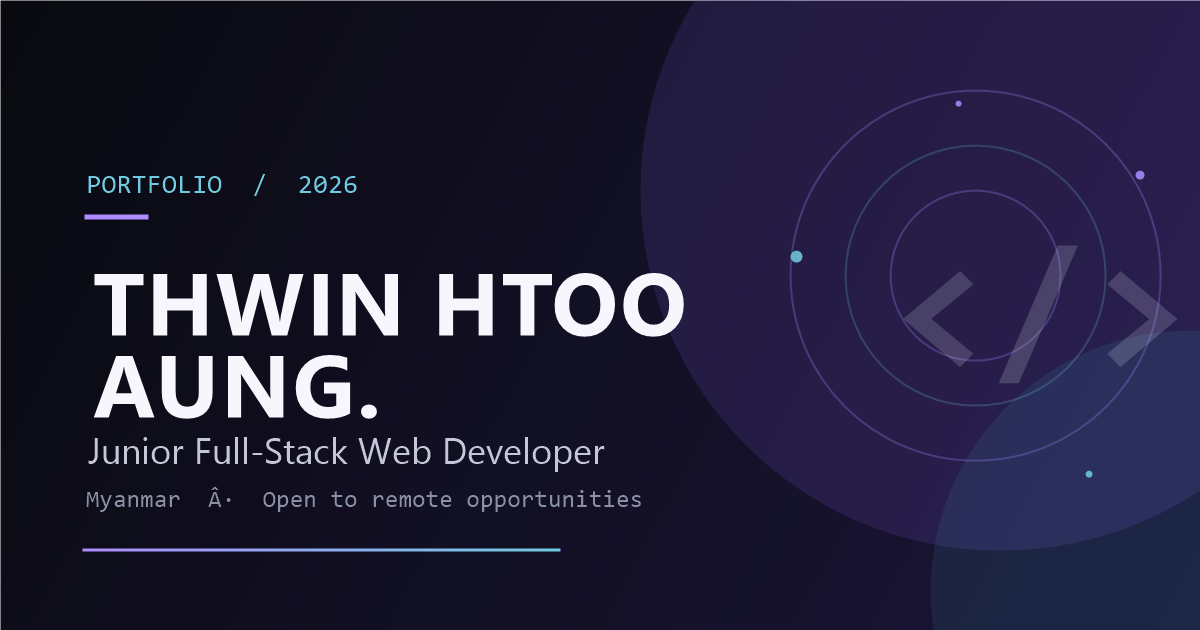 PORTFOLIO / 2026
THWIN HTOO
AUNG.
Junior Full-Stack Web Developer
Myanmar Â· Open to remote opportunities
</>